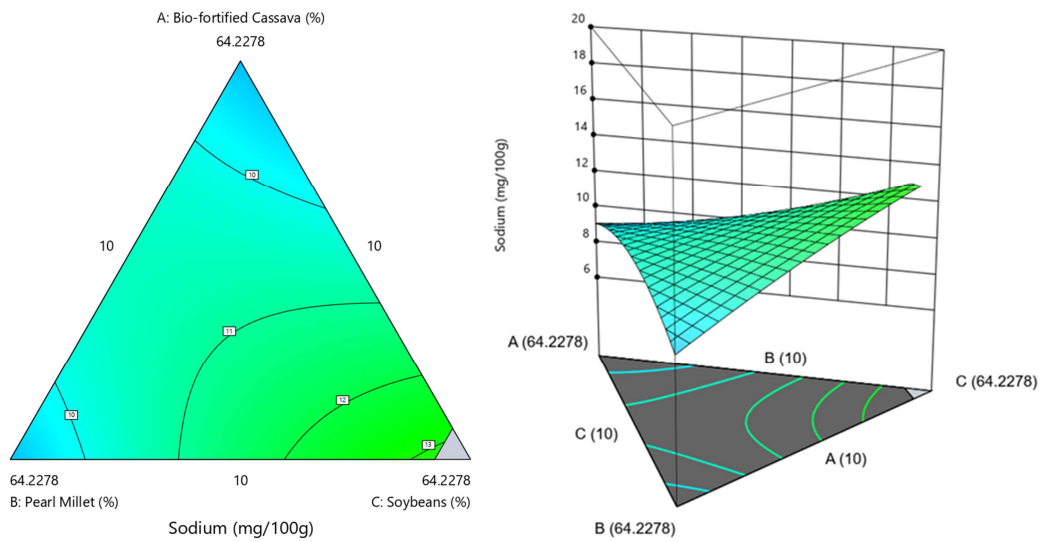 A: Bio-fortified Cassava (%)
64.2278
10
10
10
11
10
12
13
64.2278
10
64.2278
B: Pearl Millet (%)
C: Soybeans (%)
Sodium (mg/100g)
20
18
16
14
12
10
8
6
Sodium (mg/100g)
A (64.2278)
B (10)
C (64.2278)
C (10)
A (10)
B (64.2278)